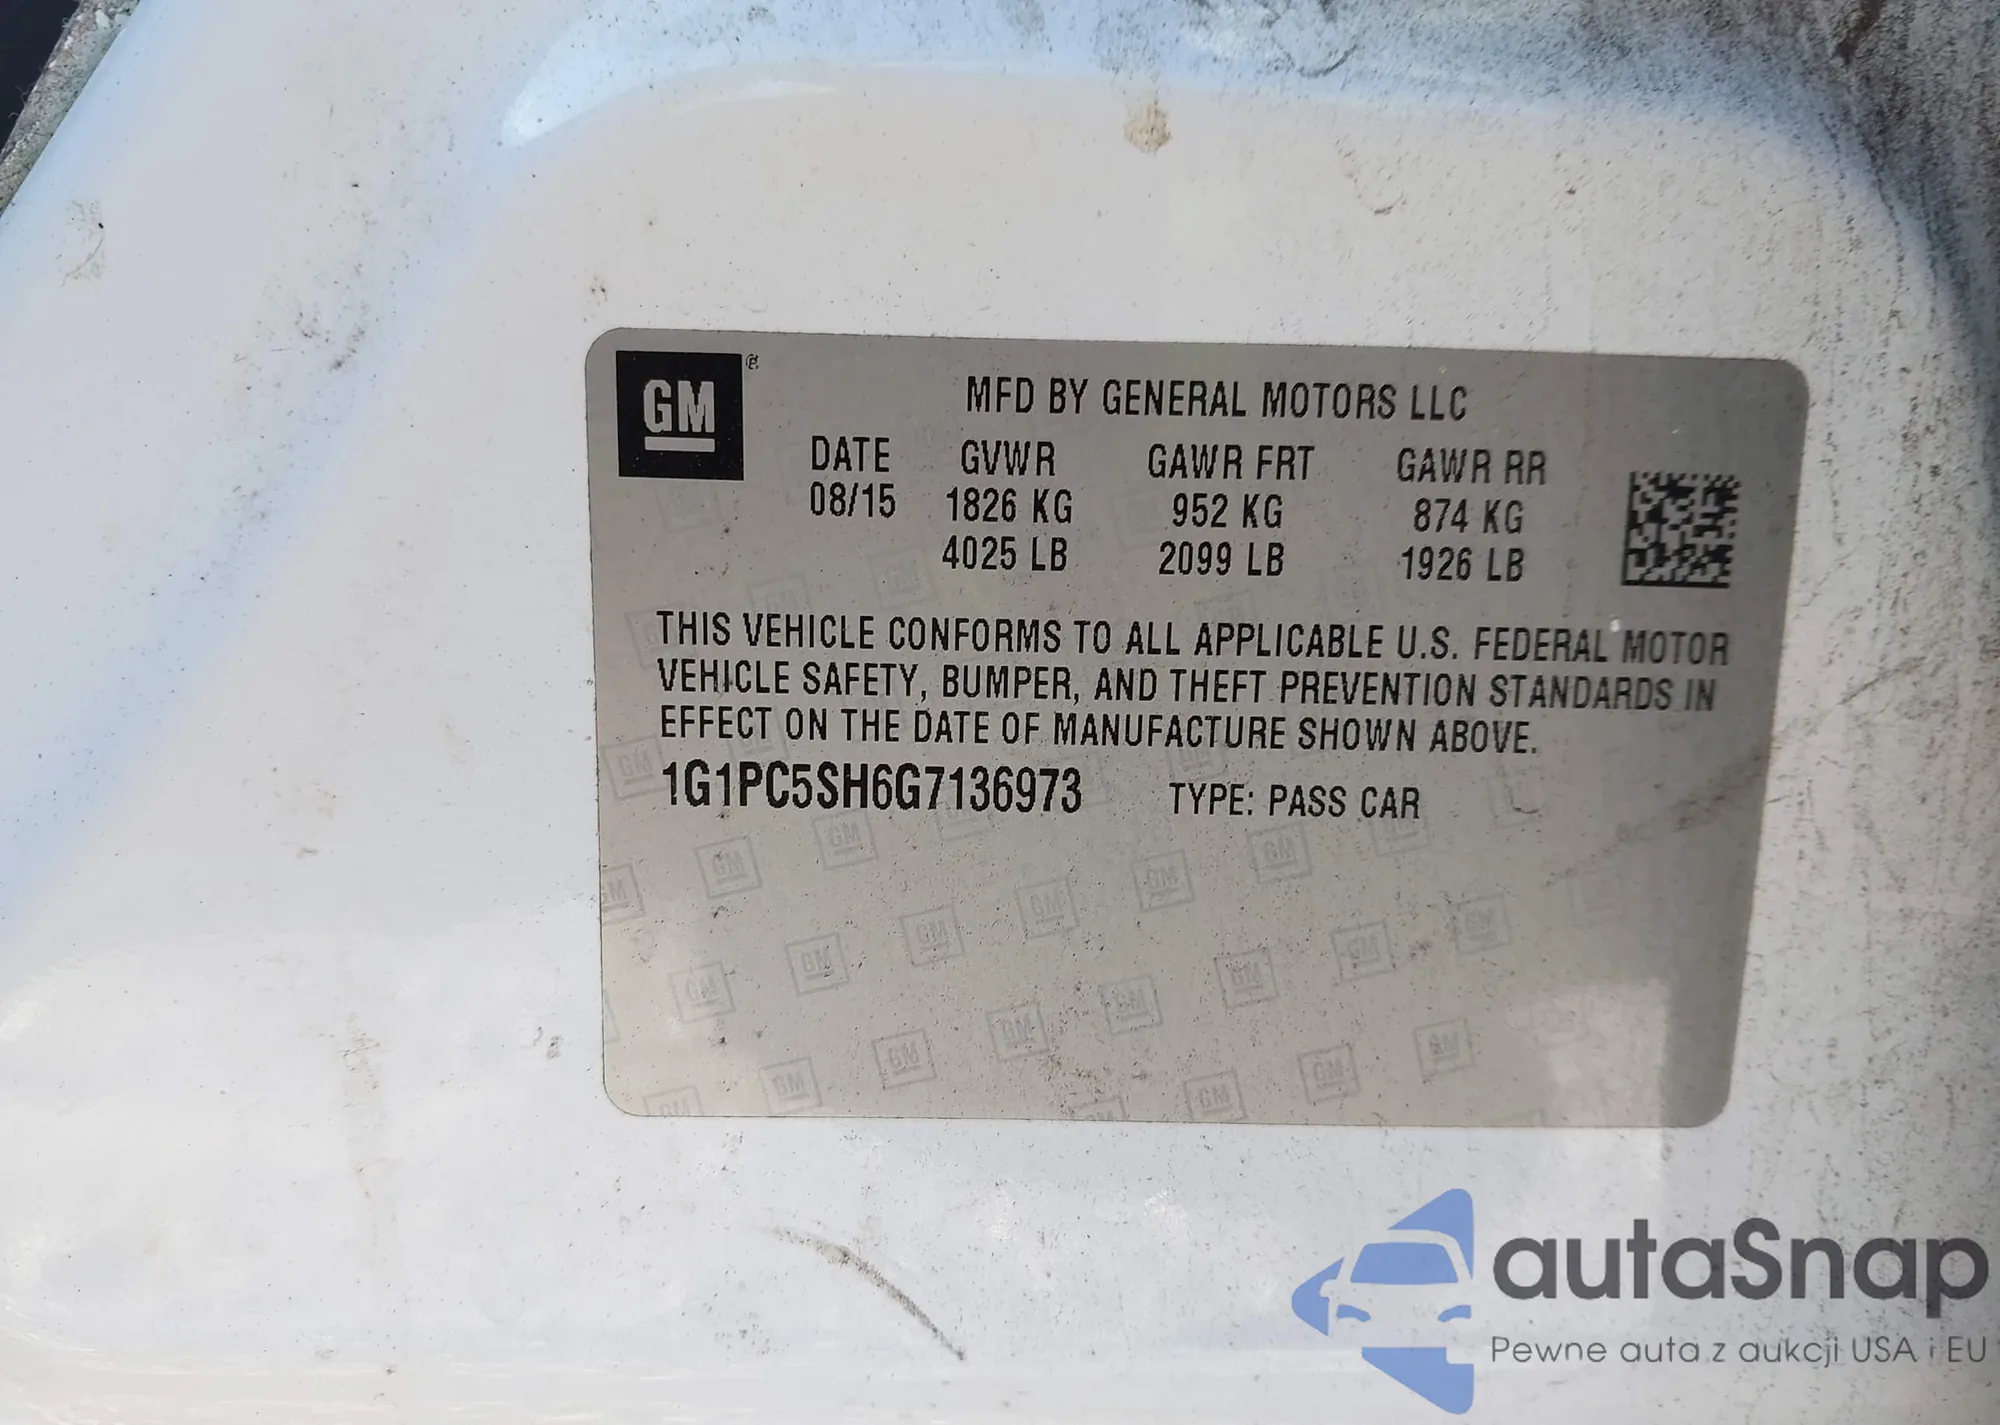 GM ®
MFD BY GENERAL MOTORS LLC
DATE GVWR GAWR FRT GAWR RR
08/15 1826 KG 952 KG 874 KG
4025 LB 2099 LB 1926 LB
THIS VEHICLE CONFORMS TO ALL APPLICABLE U.S. FEDERAL MOTOR
VEHICLE SAFETY, BUMPER, AND THEFT PREVENTION STANDARDS IN
EFFECT ON THE DATE OF MANUFACTURE SHOWN ABOVE.
1G1PC5SH6G7136973 TYPE: PASS CAR
autaSnap
Pewne auta z aukcji USA i EU